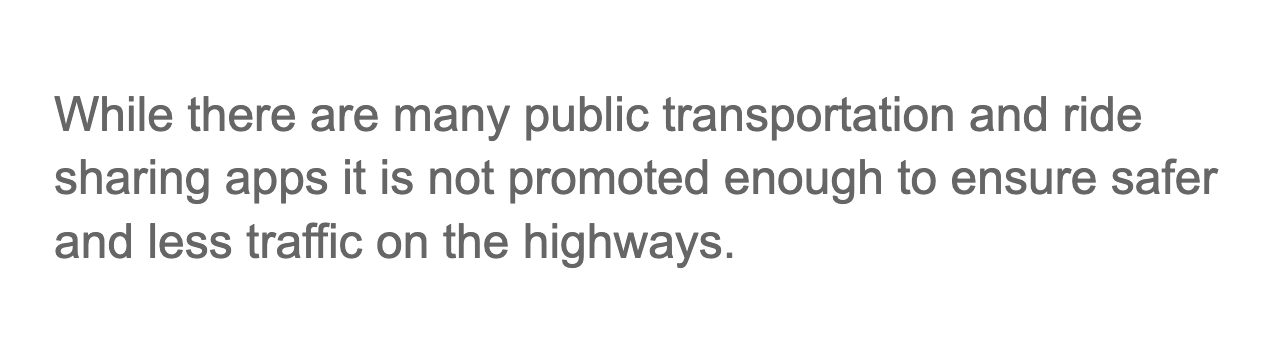 While there are many public transportation and ride
sharing apps it is not promoted enough to ensure safer
and less traffic on the highways.